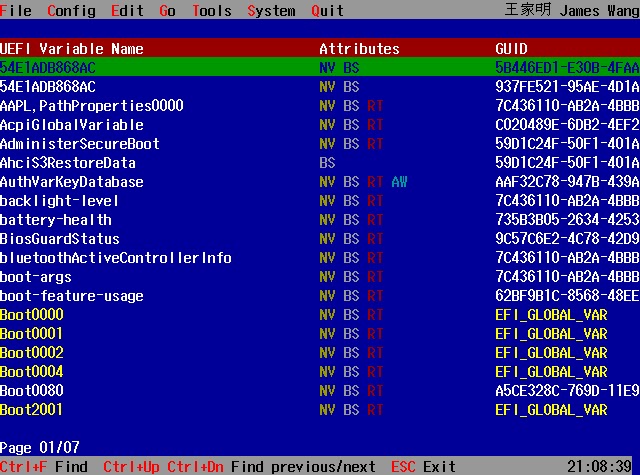 File Config Edit Go Tools System Quit 王家明 James Wang
UEFI Variable Name Attributes GUID
54E1ADB868AC NV BS 5B446ED1-E30B-4FAA
54E1ADB868AC NV BS 937FE521-95AE-4D1A
AAPL,PathProperties0000 NV BS RT 7C436110-AB2A-4BBB
AcpiGlobalVariable NV BS RT C020489E-6DB2-4EF2
AdministerSecureBoot NV BS RT 59D1C24F-50F1-401A
AhciS3RestoreData BS 59D1C24F-50F1-401A
AuthVarKeyDatabase NV BS RT AW AAF32C78-947B-439A
backlight-level NV BS RT 7C436110-AB2A-4BBB
battery-health NV BS RT 735B3B05-2634-4253
BiosGuardStatus NV BS RT 9C57C6E2-4C78-42D9
bluetoothActiveControllerInfo NV BS RT 7C436110-AB2A-4BBB
boot-args NV BS RT 7C436110-AB2A-4BBB
boot-feature-usage NV BS RT 62BF9B1C-8568-48EE
Boot0000 NV BS RT EFI_GLOBAL_VAR
Boot0001 NV BS RT EFI_GLOBAL_VAR
Boot0002 NV BS RT EFI_GLOBAL_VAR
Boot0004 NV BS RT EFI_GLOBAL_VAR
Boot0080 NV BS RT A5CE328C-769D-11E9
Boot2001 NV BS RT EFI_GLOBAL_VAR
Page 01/07
Ctrl+F Find Ctrl+Up Ctrl+Dn Find previous/next ESC Exit 21:08:39